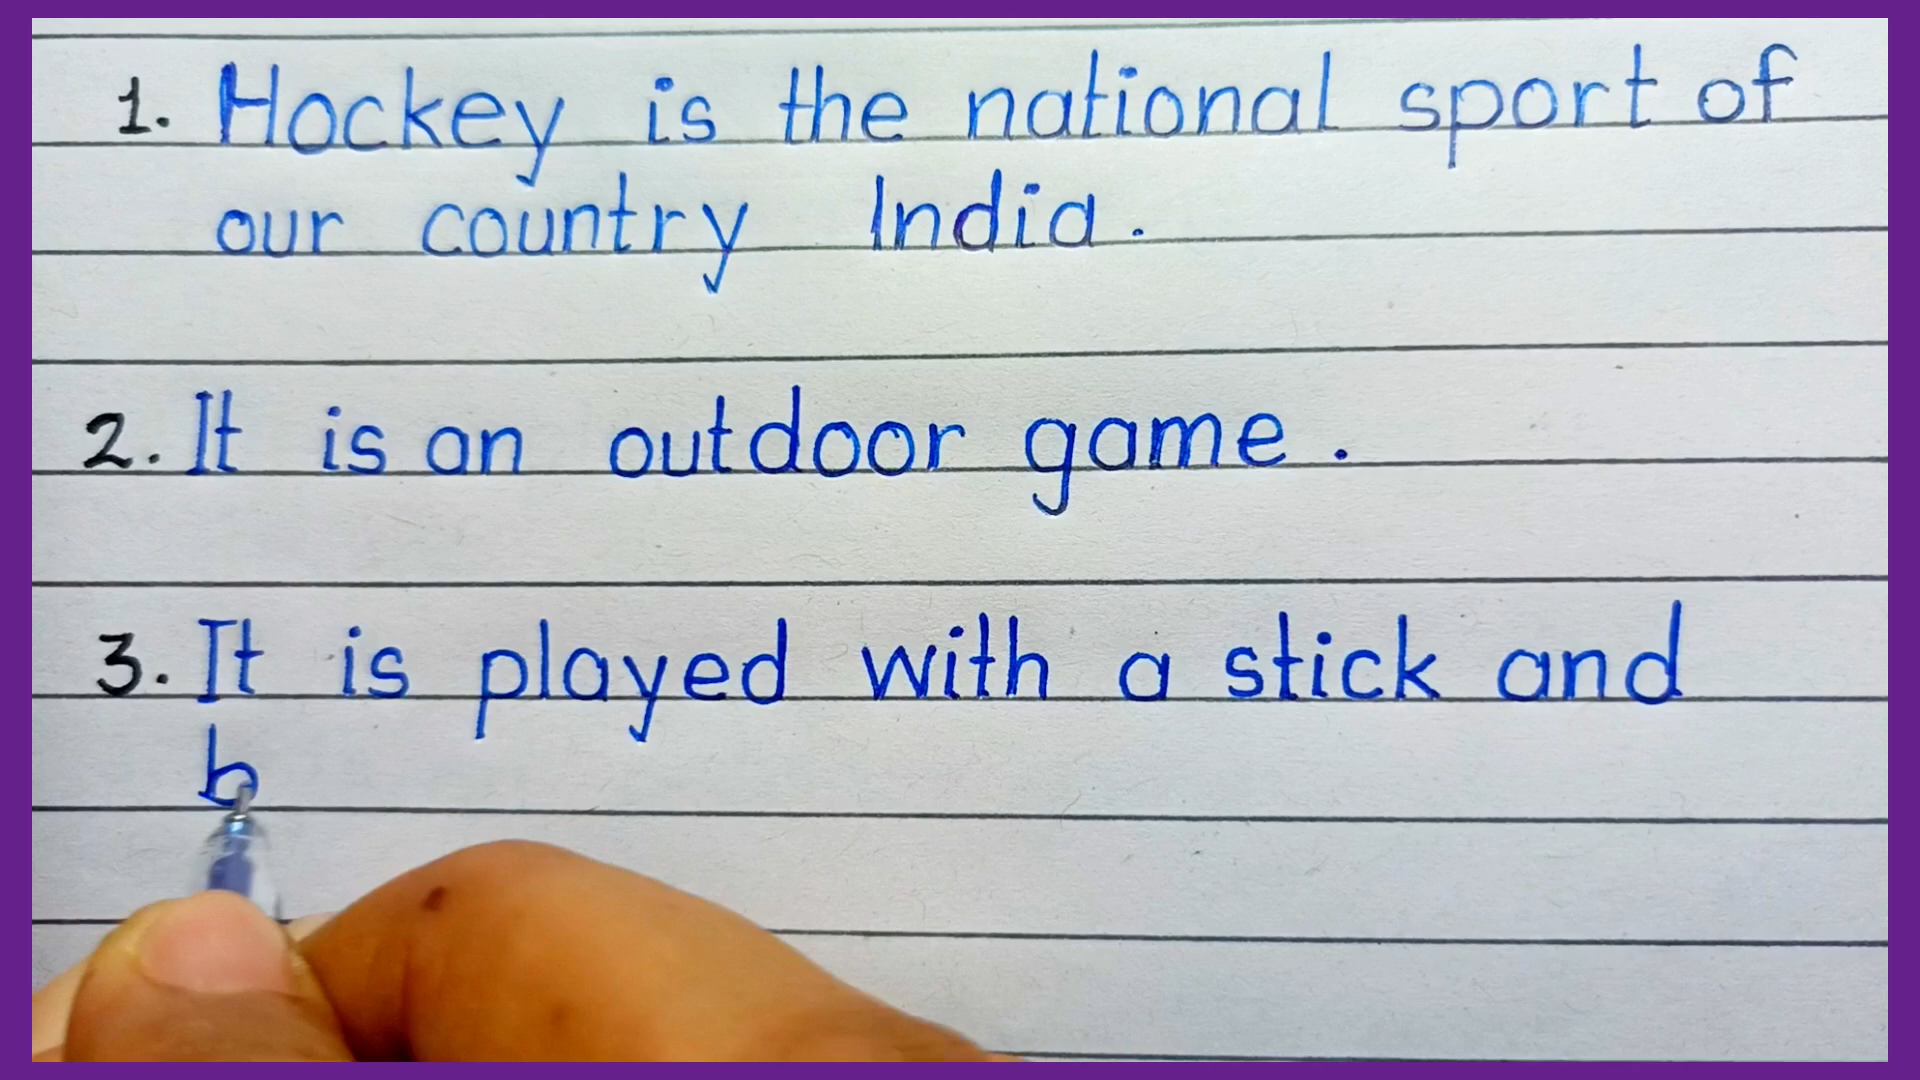 1. Hockey is the national sport of
our country India.
2. It is an outdoor game.
3. It is played with a stick and
b